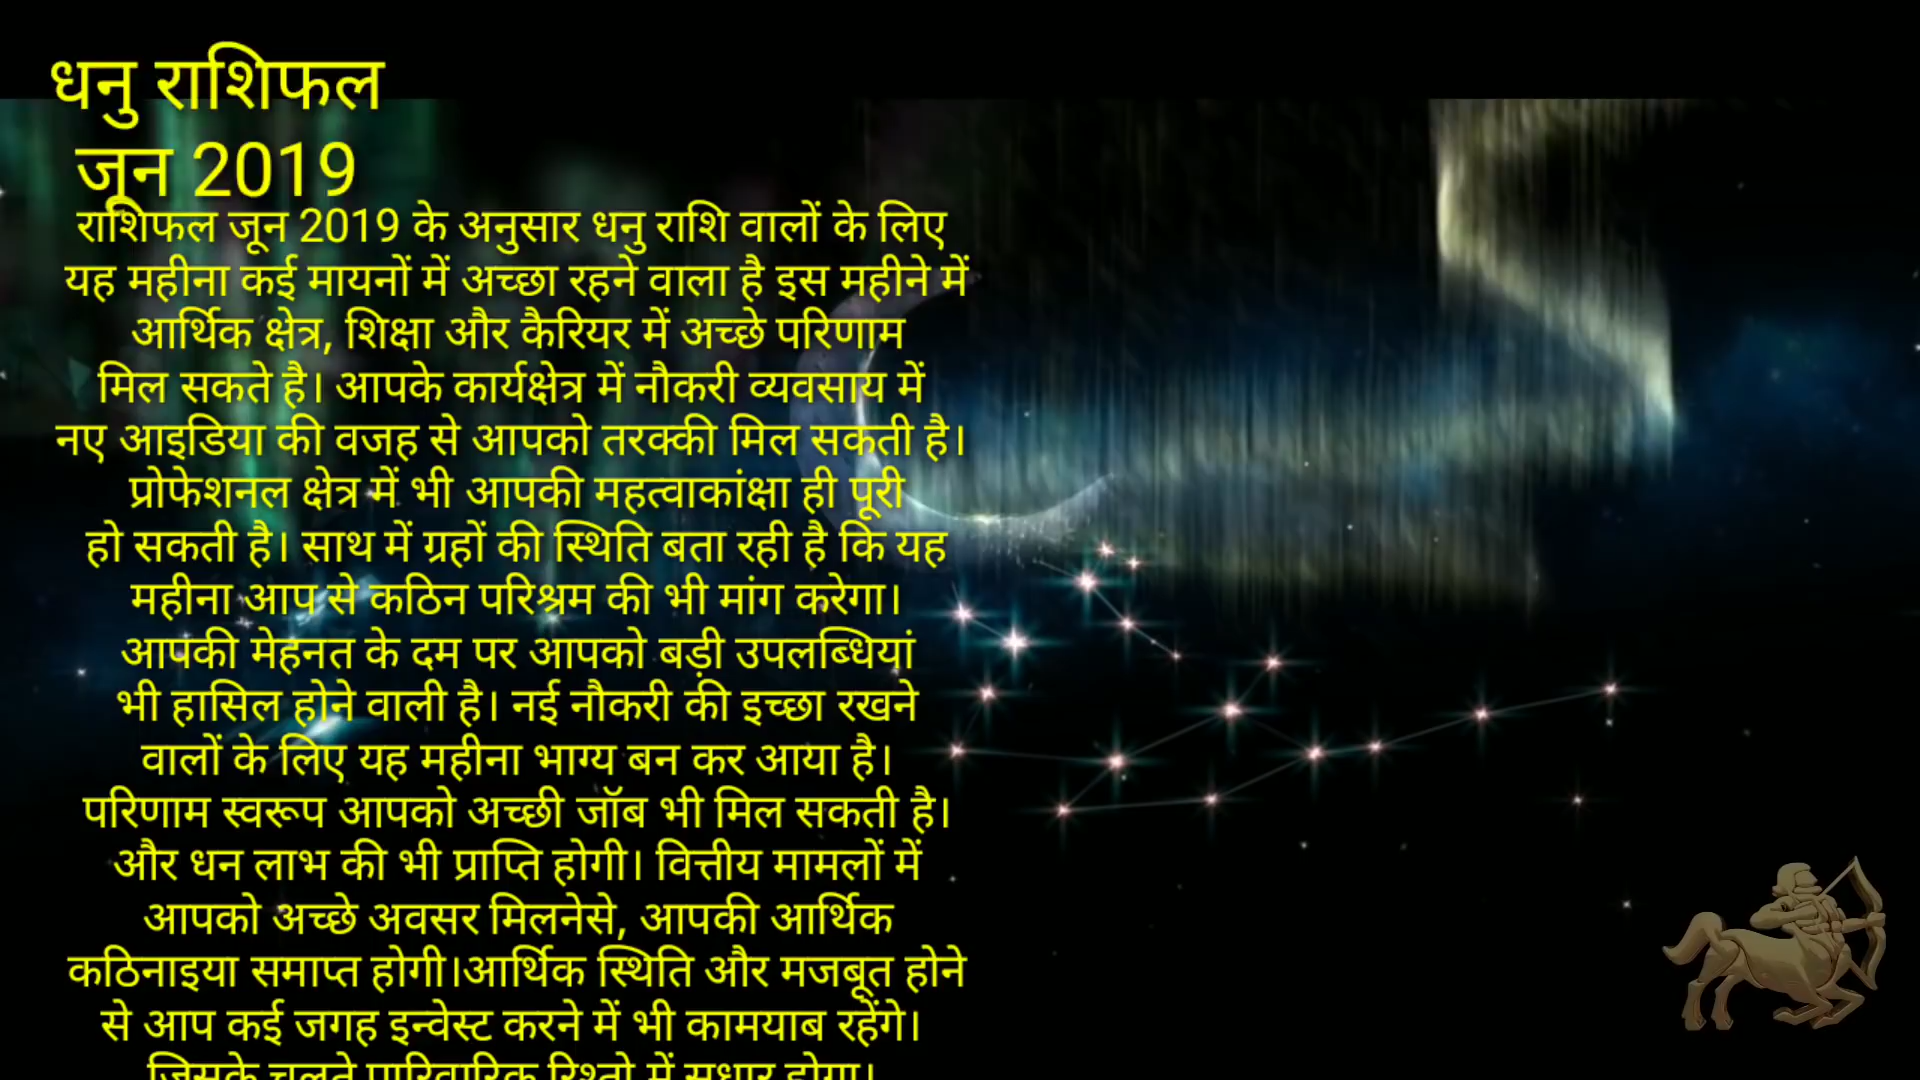 धनु राशिफल
जून 2019
राशिफल जून 2019 के अनुसार धनु राशि वालों के लिए
यह महीना कई मायनों में अच्छा रहने वाला है इस महीने में
आर्थिक क्षेत्र, शिक्षा और कैरियर में अच्छे परिणाम
मिल सकते है। आपके कार्यक्षेत्र में नौकरी व्यवसाय में
नए आइडिया की वजह से आपको तरक्की मिल सकती है।
प्रोफेशनल क्षेत्र में भी आपकी महत्वाकांक्षा ही पूरी
हो सकती है। साथ में ग्रहों की स्थिति बता रही है कि यह
महीना आप से कठिन परिश्रम की भी मांग करेगा।
आपकी मेहनत के दम पर आपको बड़ी उपलब्धियां
भी हासिल होने वाली है। नई नौकरी की इच्छा रखने
वालों के लिए यह महीना भाग्य बन कर आया है।
परिणाम स्वरूप आपको अच्छी जॉब भी मिल सकती है।
और धन लाभ की भी प्राप्ति होगी। वित्तीय मामलों में
आपको अच्छे अवसर मिलनेसे, आपकी आर्थिक
कठिनाइया समाप्त होगी।आर्थिक स्थिति और मजबूत होने
से आप कई जगह इन्वेस्ट करने में भी कामयाब रहेंगे।
जिसके चलते पारिवारिक रिश्तो में सुधार होगा।